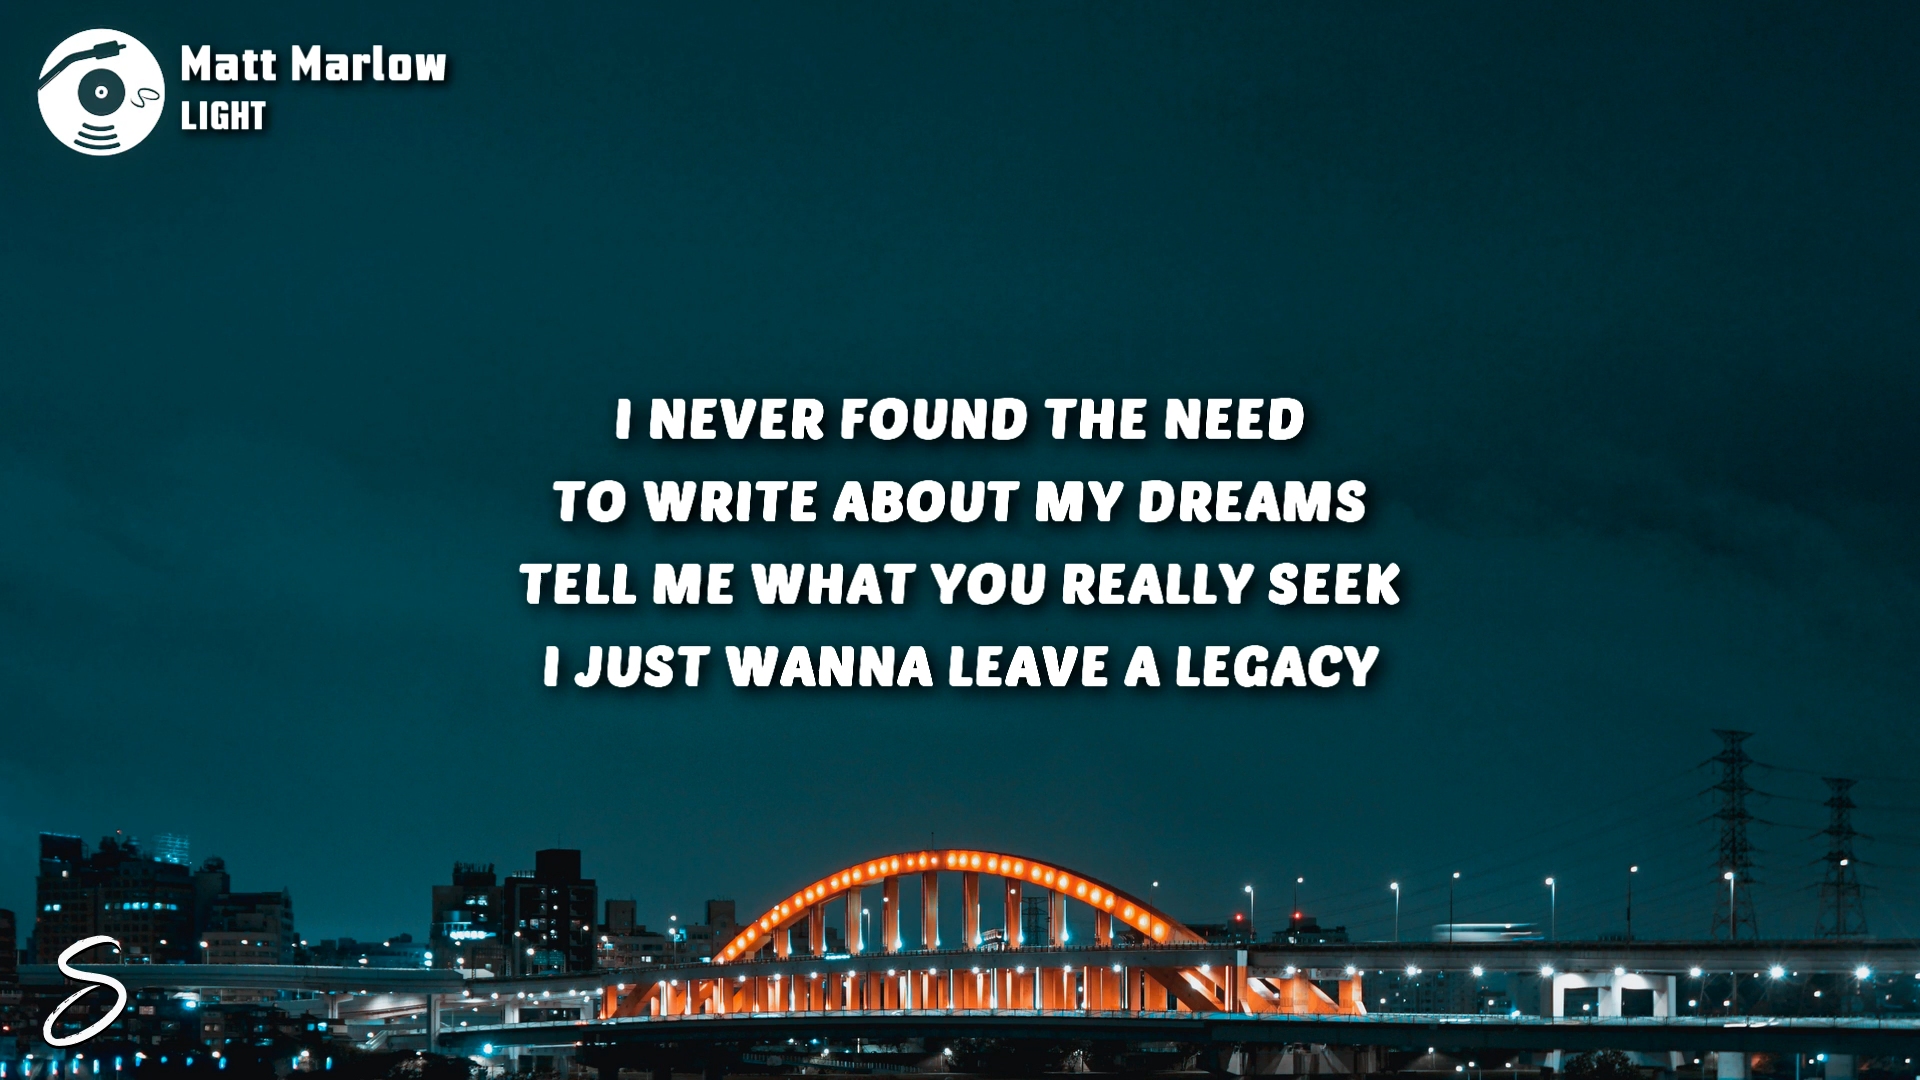 Matt Marlow
LIGHT
I NEVER FOUND THE NEED
TO WRITE ABOUT MY DREAMS
TELL ME WHAT YOU REALLY SEEK
I JUST WANNA LEAVE A LEGACY
S